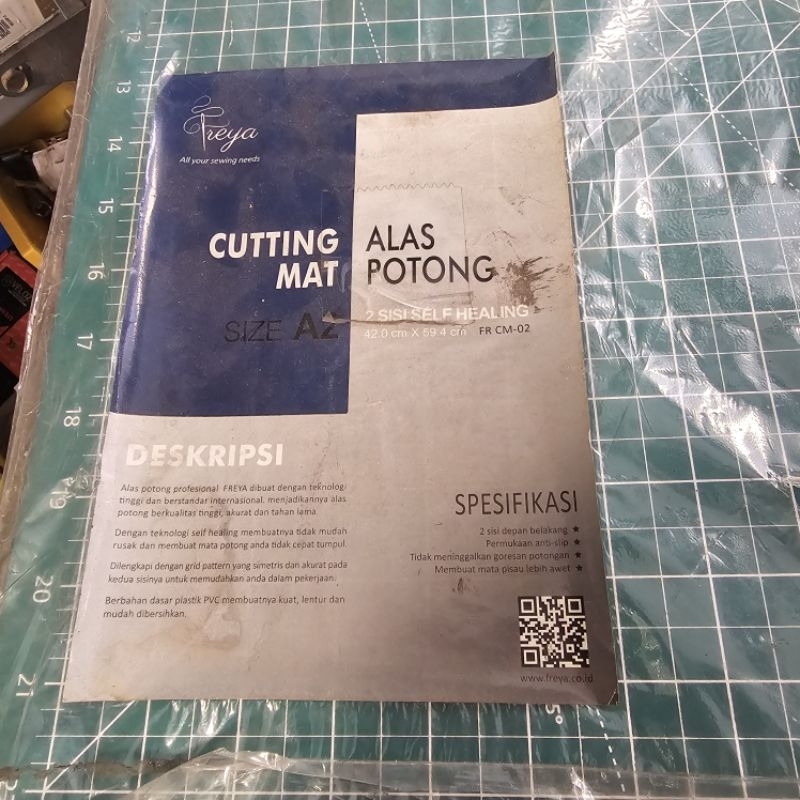 12
13
14
15
16
18
19
20
21
Freya
All your sewing needs
CUTTING MAT
SIZE A2
ALAS POTONG
2 SISI SELF HEALING
42.0 cm X 59.4 cm FR CM-02
DESKRIPSI
Alas potong profesional FREYA dibuat dengan teknologi
tinggi dan berstandar internasional. menjadikannya alas
potong berkualitas tinggi, akurat dan tahan lama
Dengan teknologi self healing membuatnya tidak mudah
rusak dan membuat mata potong anda tidak cepat tumpul.
Dilengkapi dengan grid pattern yang simetris dan akurat pada
kedua sisinya untuk memudahkan anda dalam pekerjaan.
Berbahan dasar plastik PVC membuatnya kuat, lentur dan
mudah dibersihkan.
SPESIFIKASI
2 sisi depan belakang ★
Permukaan anti-slip ★
Tidak meninggalkan goresan potongan ★
Membuat mata pisau lebih awet ★
www.freya.co.id
5°